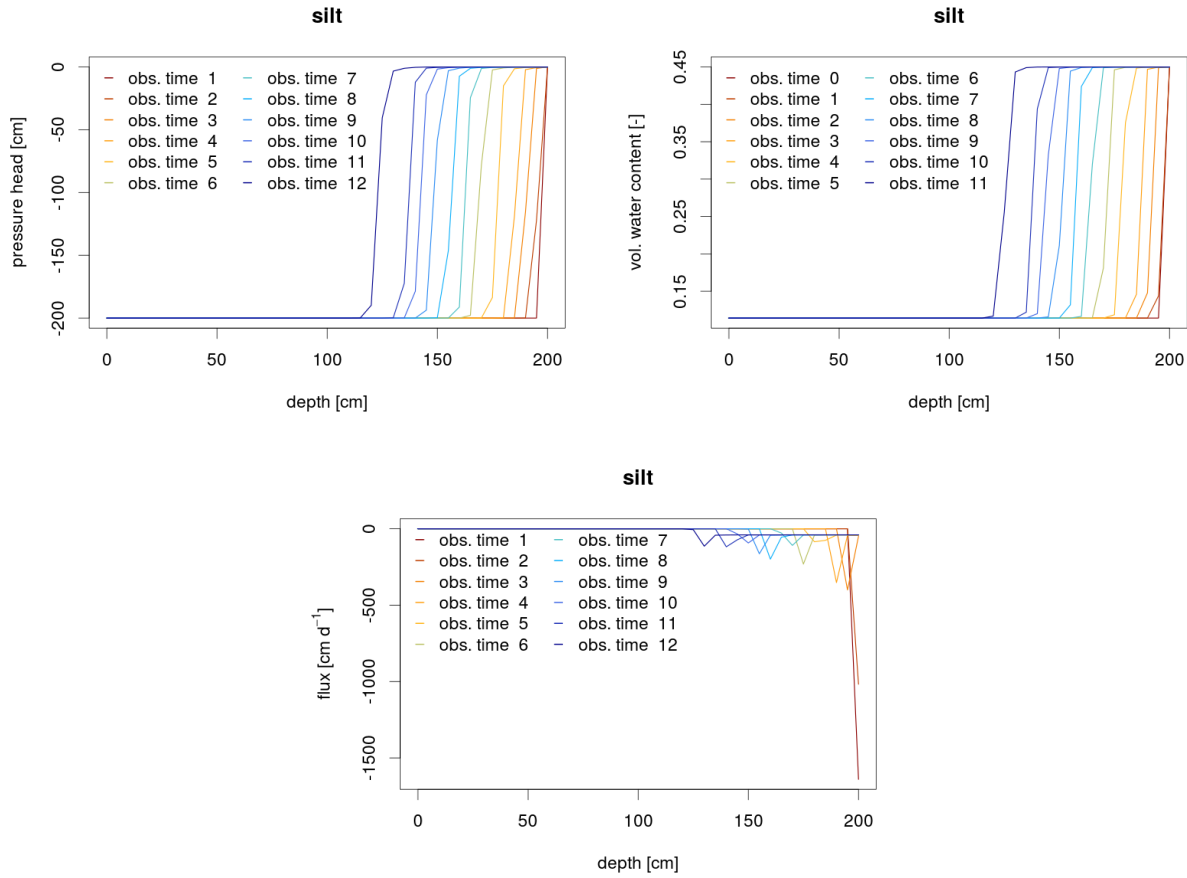 silt
pressure head [cm]
0
-50
-100
-150
-200
obs. time 1
obs. time 2
obs. time 3
obs. time 4
obs. time 5
obs. time 6
obs. time 7
obs. time 8
obs. time 9
obs. time 10
obs. time 11
obs. time 12
0
50
100
150
200
depth [cm]
silt
vol. water content [-]
0.45
0.35
0.25
0.15
obs. time 0
obs. time 1
obs. time 2
obs. time 3
obs. time 4
obs. time 5
obs. time 6
obs. time 7
obs. time 8
obs. time 9
obs. time 10
obs. time 11
0
50
100
150
200
depth [cm]
silt
flux [cm d⁻¹]
0
-500
-1000
-1500
obs. time 1
obs. time 2
obs. time 3
obs. time 4
obs. time 5
obs. time 6
obs. time 7
obs. time 8
obs. time 9
obs. time 10
obs. time 11
obs. time 12
0
50
100
150
200
depth [cm]